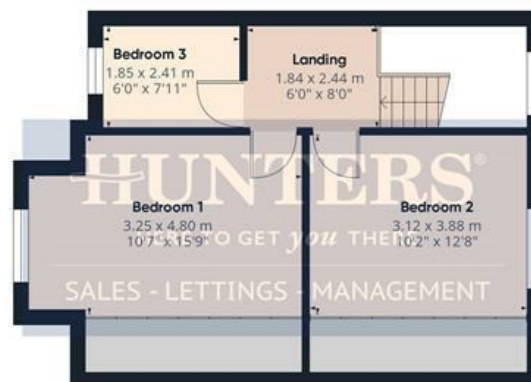 Bedroom 3
1.85 x 2.41 m
6'0" x 7'11"
Landing
1.84 x 2.44 m
6'0" x 8'0"
HUNTERS®
Bedroom 1
3.25 x 4.80 m
10'7" x 15'9"
Bedroom 2
3.12 x 3.88 m
10'2" x 12'8"
HERE TO GET you THERE
SALES - LETTINGS - MANAGEMENT